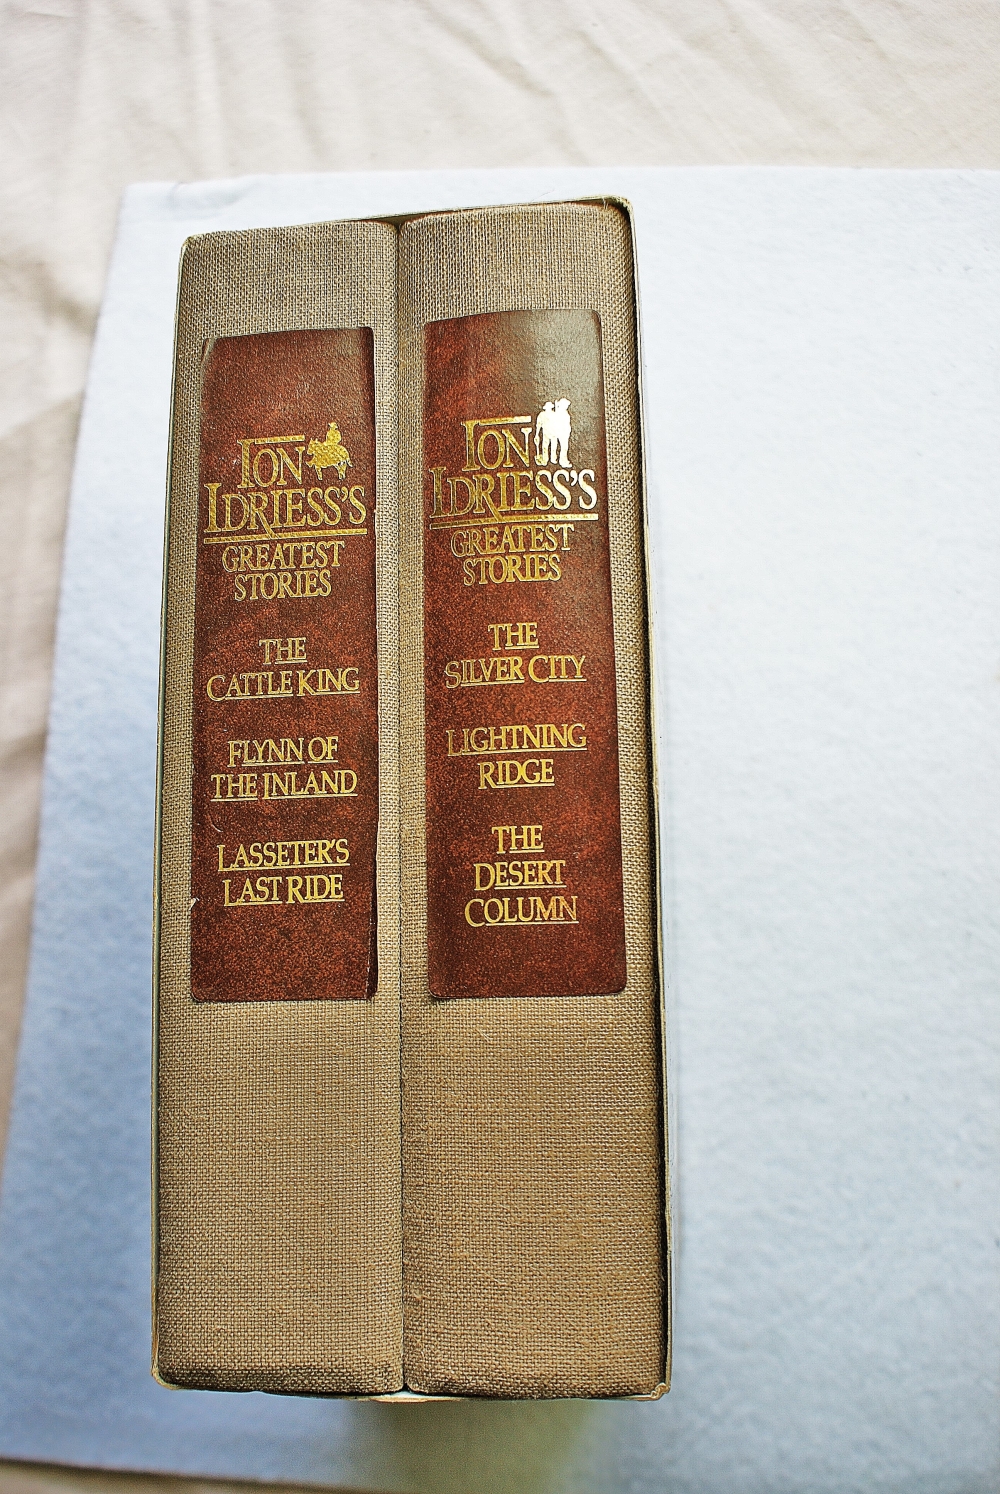 ION
IDRIESS'S
GREATEST
STORIES
THE
CATTLE KING
FLYNN OF
THE INLAND
LASSETER'S
LAST RIDE
ION
IDRIESS'S
GREATEST
STORIES
THE
SILVER CITY
LIGHTNING
RIDGE
THE
DESERT
COLUMN